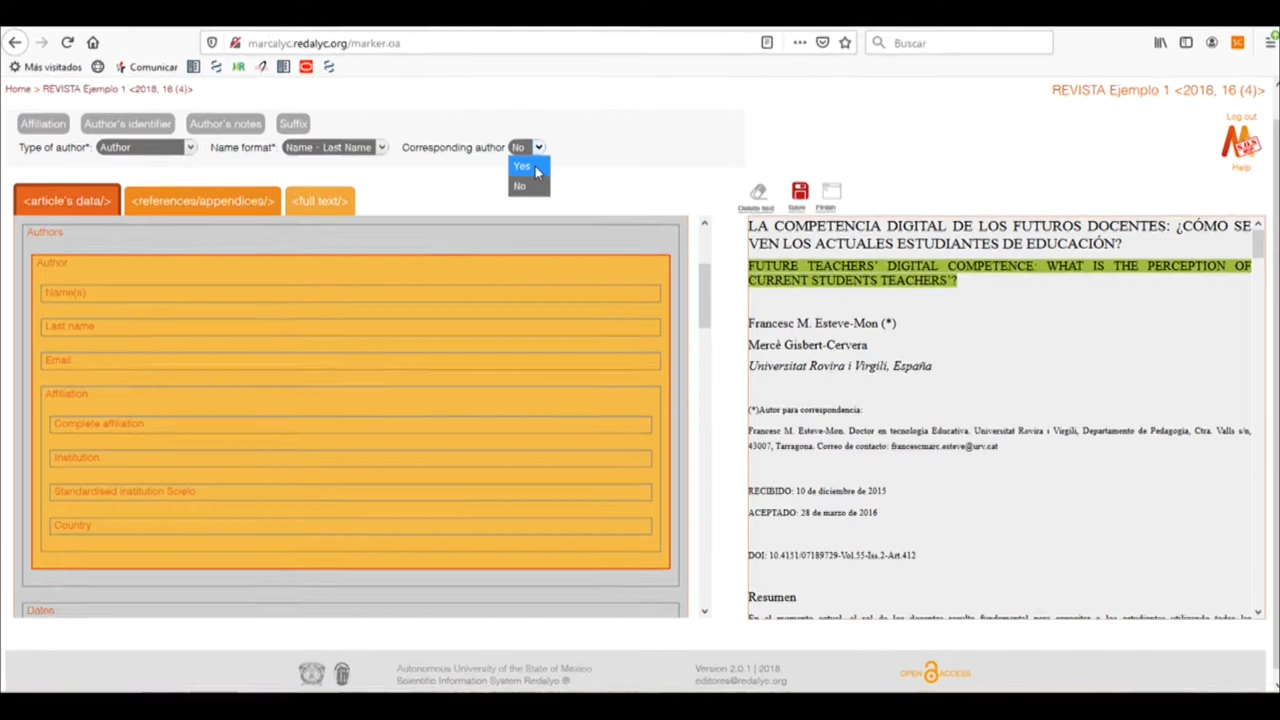 marcalyc.redalyc.org/marker.oa
Buscar
Más visitados
Comunicar
Home > REVISTA Ejemplo 1 <2018, 16 (4)>
REVISTA Ejemplo 1 <2018, 16 (4)>
Affiliation
Author's identifier
Author's notes
Suffix
Log out
Type of author*:
Author
Name format*:
Name - Last Name
Corresponding author
No
Yes
No
Help
<article's data/>
<references/appendices/>
<full text/>
Save
Finish
Authors
Author
Name(s)
Last name
Email
Affiliation
Complete affiliation
Institution
Standardised institution Scielo
Country
Dates
LA COMPETENCIA DIGITAL DE LOS FUTUROS DOCENTES: ¿CÓMO SE
VEN LOS ACTUALES ESTUDIANTES DE EDUCACIÓN?
FUTURE TEACHERS' DIGITAL COMPETENCE: WHAT IS THE PERCEPTION OF
CURRENT STUDENTS TEACHERS'?
Francesc M. Esteve-Mon (*)
Mercè Gisbert-Cervera
Universitat Rovira i Virgili, España
(*)Autor para correspondencia:
Francesc M. Esteve-Mon. Doctor en tecnología Educativa. Universitat Rovira i Virgili, Departamento de Pedagogía, Ctra. Valls s/n,
43007, Tarragona. Correo de contacto: francescmarc.esteve@urv.cat
RECIBIDO: 10 de diciembre de 2015
ACEPTADO: 28 de marzo de 2016
DOI: 10.4151/07189729-Vol.55-Iss.2-Art.412
Resumen
Autonomous University of the State of Mexico
Scientific Information System Redalyc ®
Version 2.0.1 | 2018
editores@redalyc.org
OPEN ACCESS